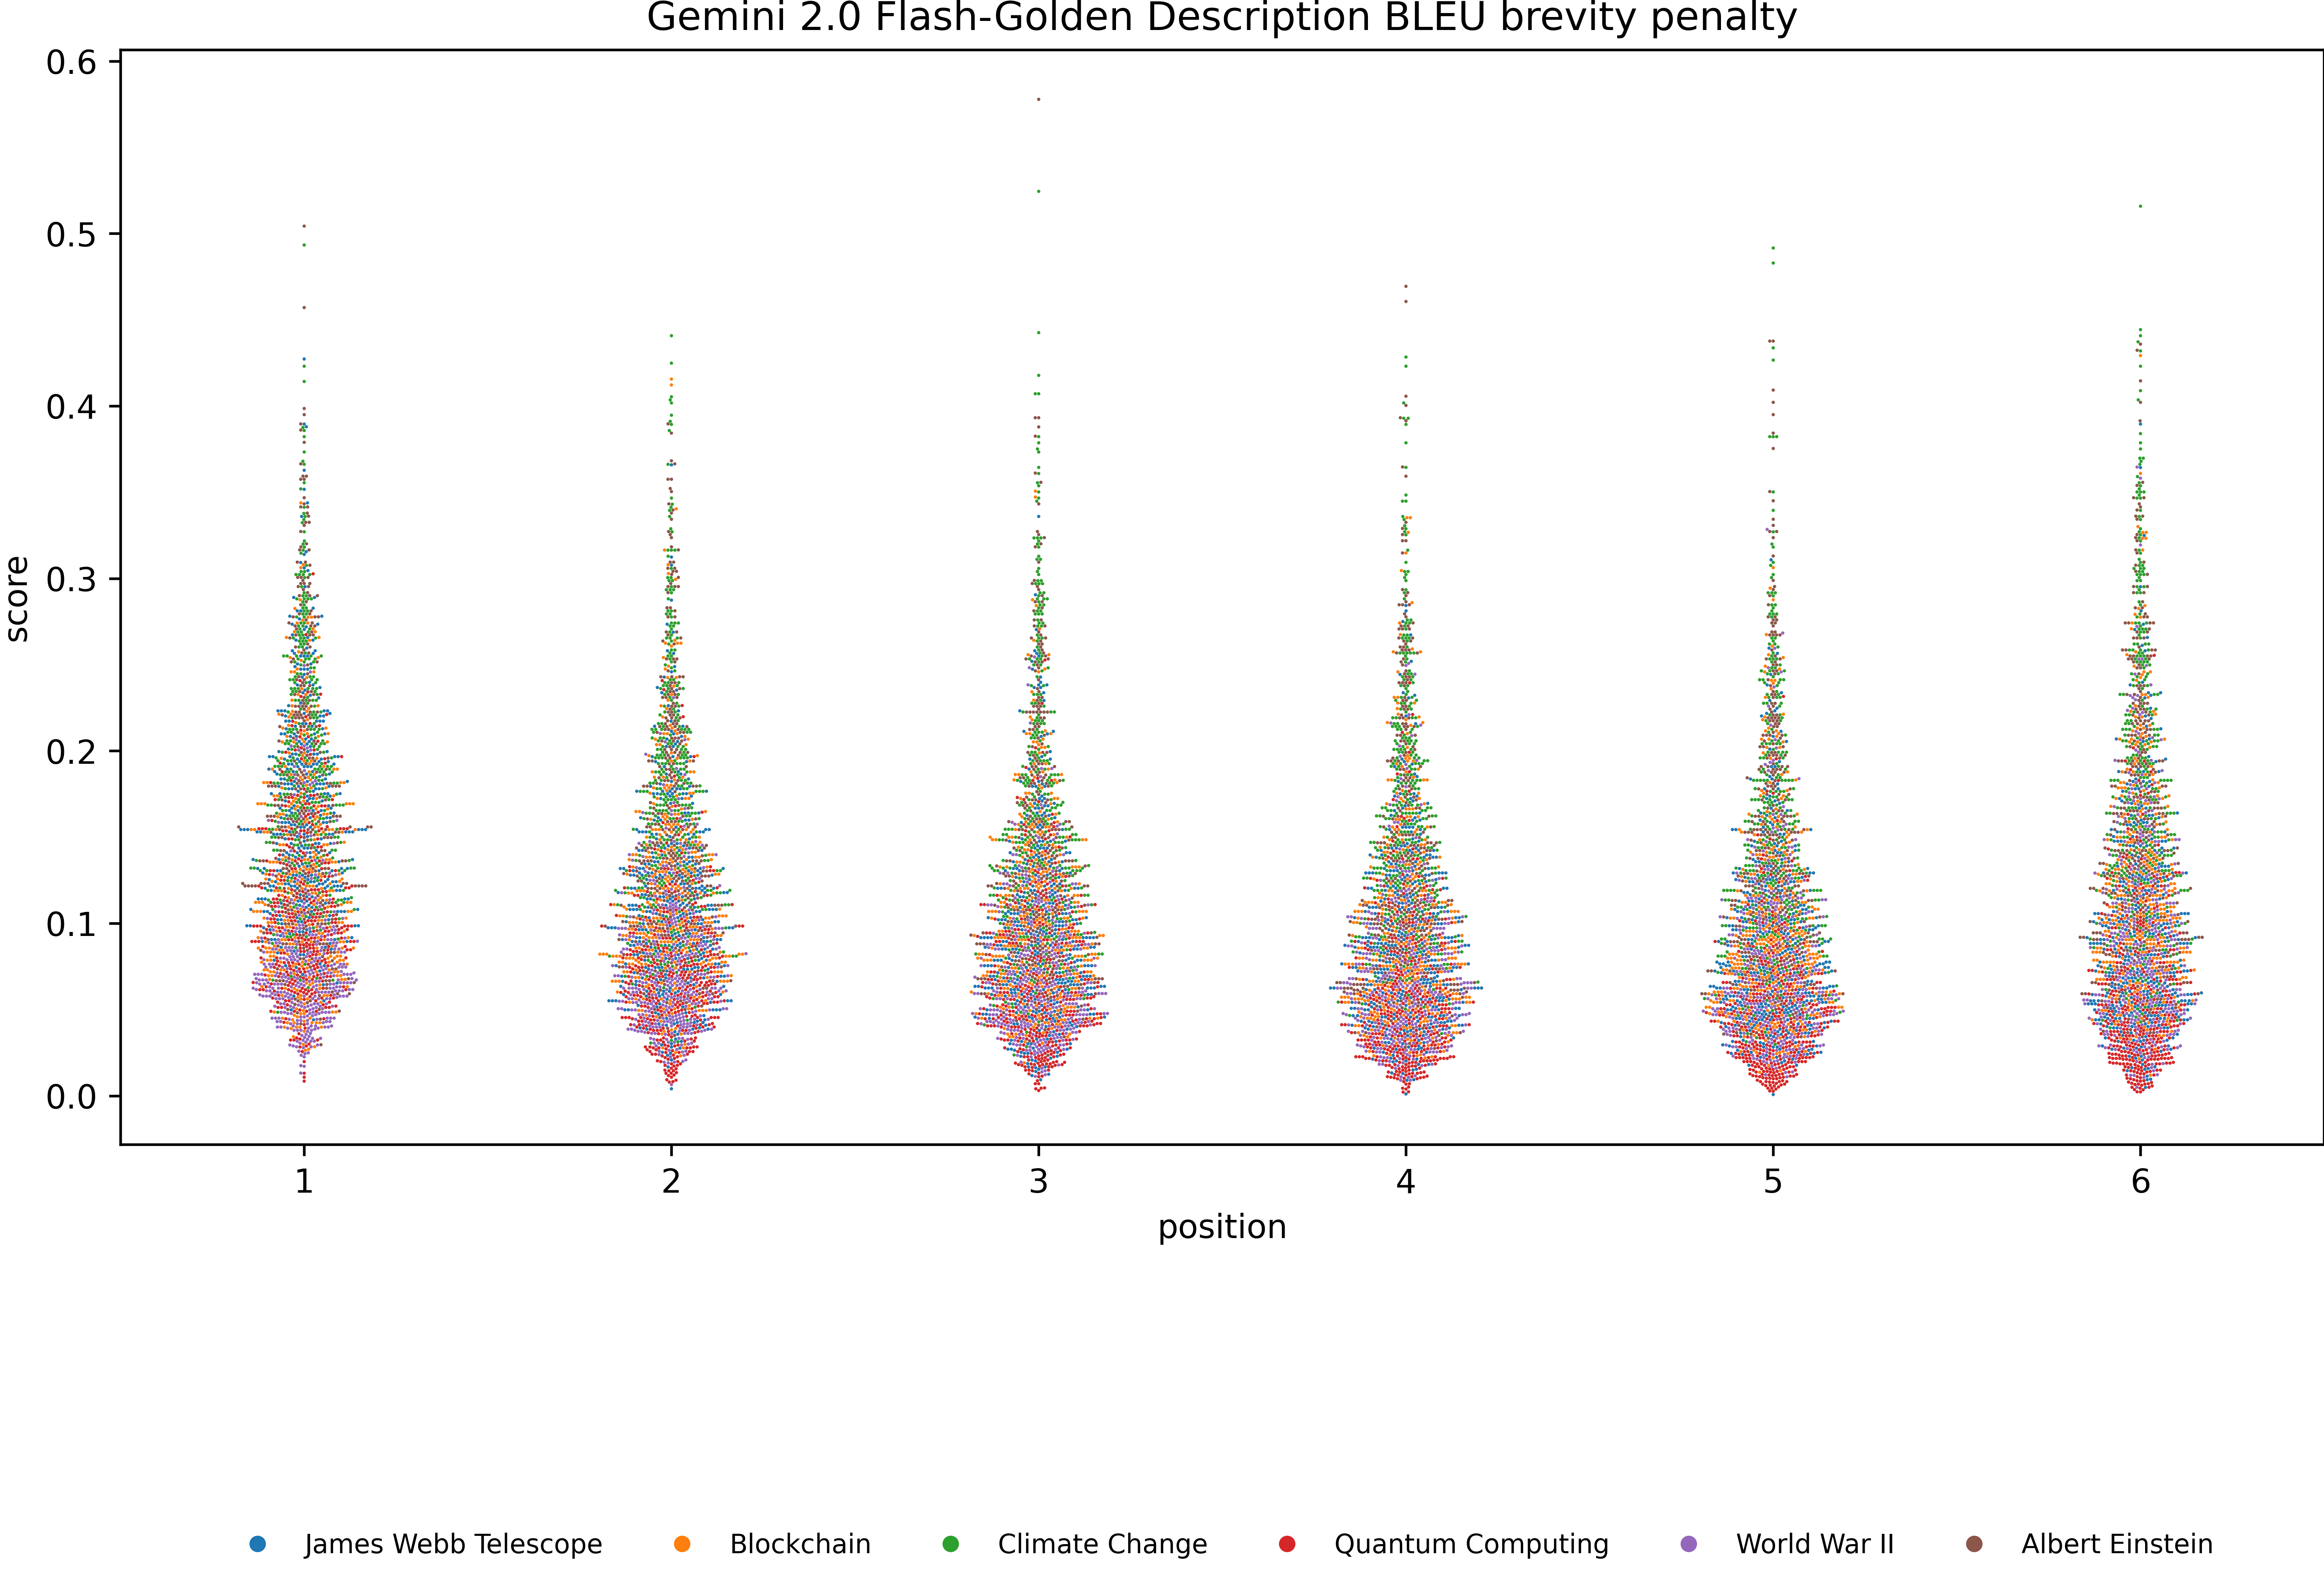 Gemini 2.0 Flash-Golden Description BLEU brevity penalty
0.6
0.5
0.4
0.3
0.2
0.1
0.0
score
1 2 3 4 5 6
position
James Webb Telescope Blockchain Climate Change Quantum Computing World War II Albert Einstein